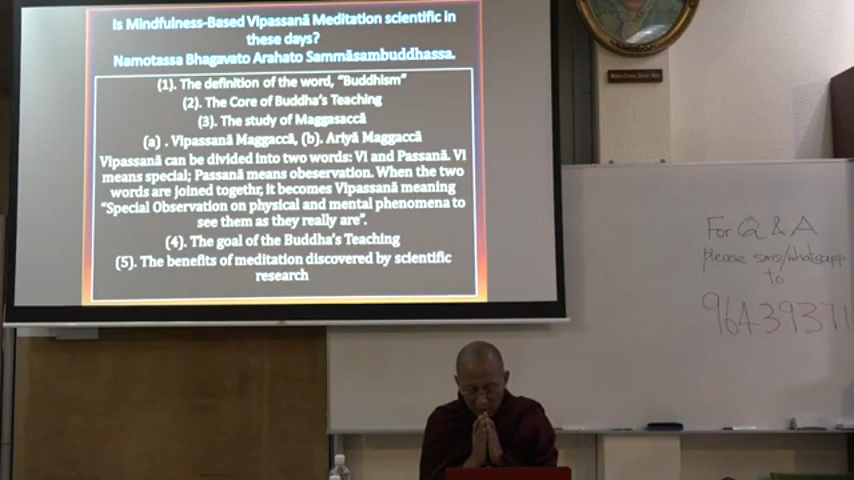 Is Mindfulness-Based Vipassanā Meditation scientific in
these days?
Namotassa Bhagavato Arahato Sammāsambuddhassa.
(1). The definition of the word, “Buddhism”
(2). The Core of Buddha's Teaching
(3). The study of Maggasaccā
(a) . Vipassanā Maggaccā, (b). Ariyā Maggaccā
Vipassanā can be divided into two words: Vi and Passanā. Vi
means special; Passanā means obeservation. When the two
words are joined togethr, it becomes Vipassanā meaning
“Special Observation on physical and mental phenomena to
see them as they really are”.
(4). The goal of the Buddha's Teaching
(5). The benefits of meditation discovered by scientific
research
For Q & A
please sms/whatsapp
to
96439371